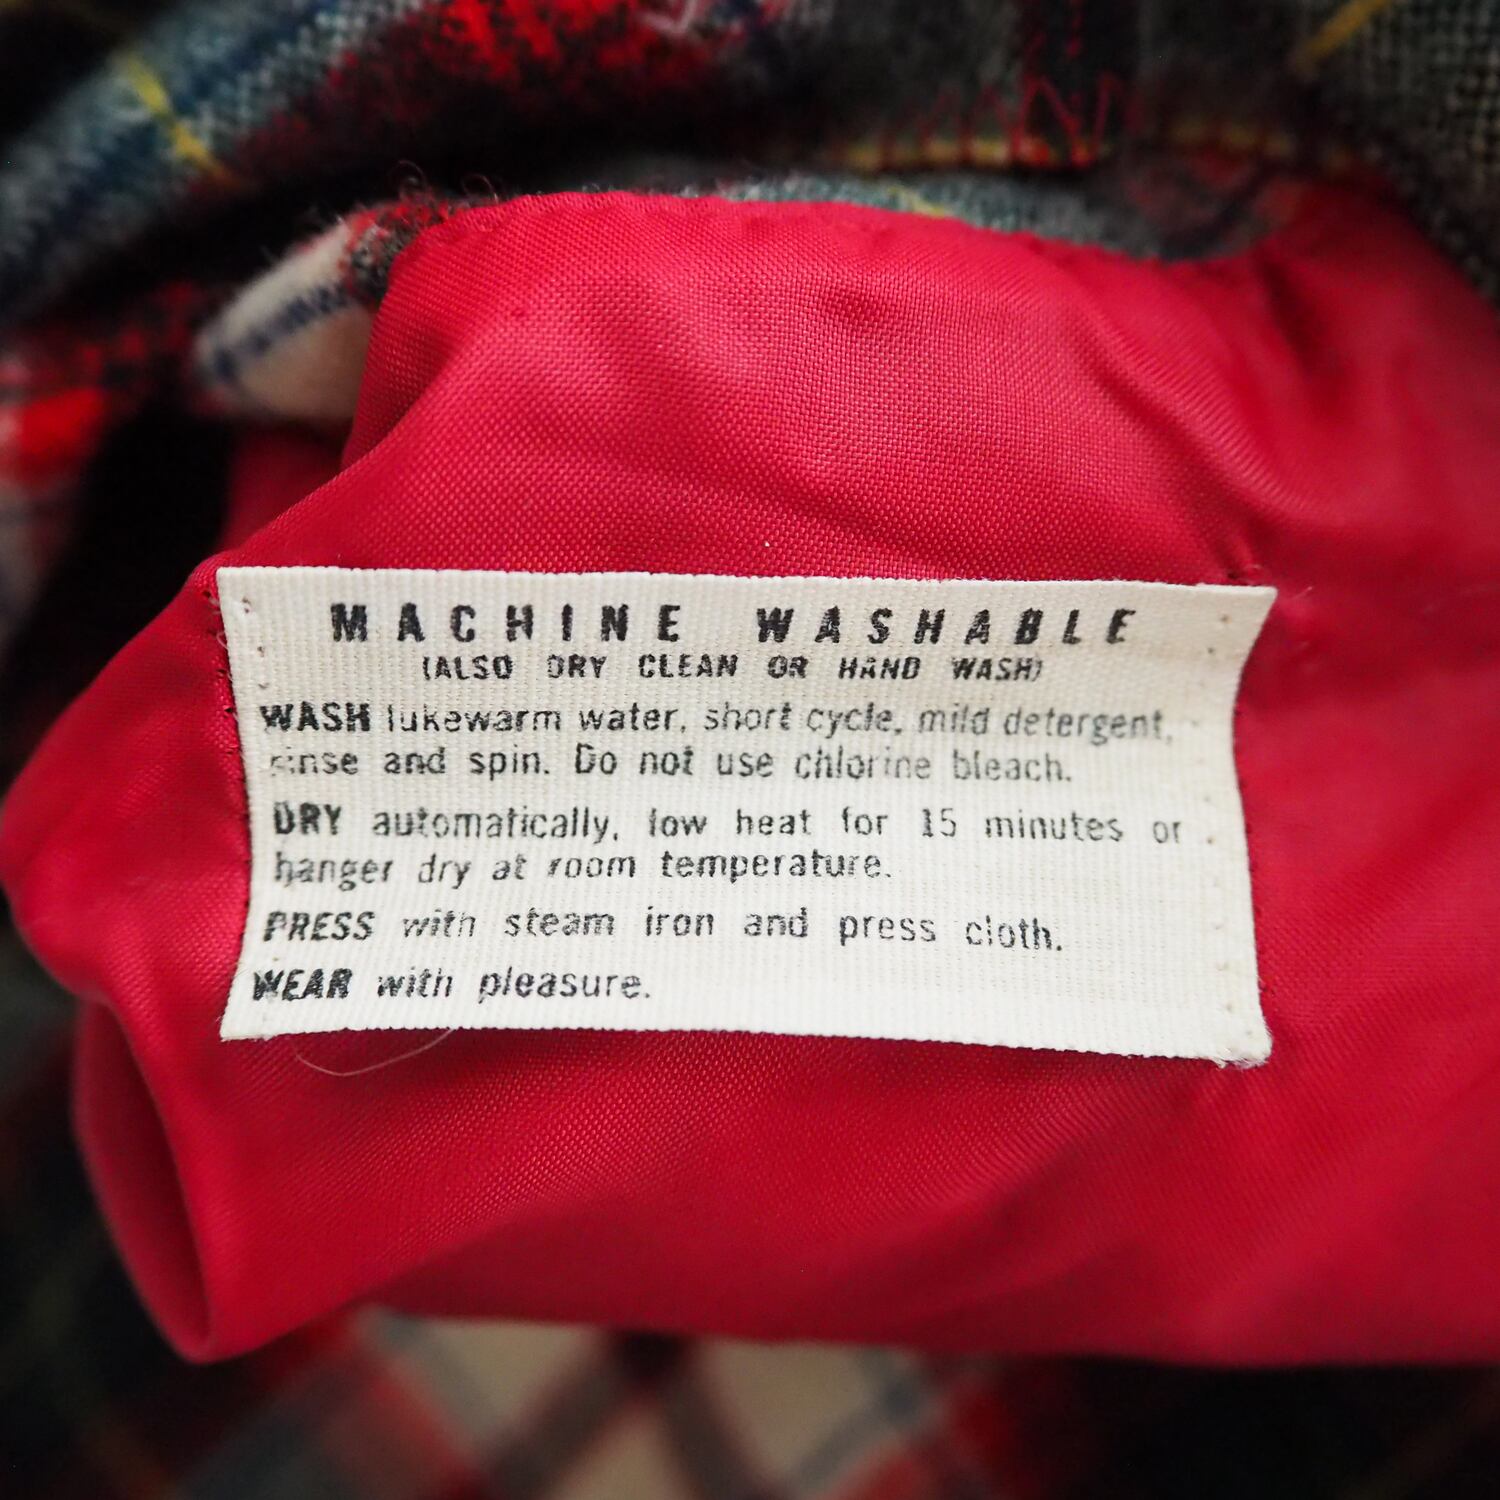 MACHINE WASHABLE
(ALSO DRY CLEAN OR HAND WASH)
WASH lukewarm water, short cycle, mild detergent,
rinse and spin. Do not use chlorine bleach.
DRY automatically, low heat for 15 minutes or
hanger dry at room temperature.
PRESS with steam iron and press cloth.
WEAR with pleasure.